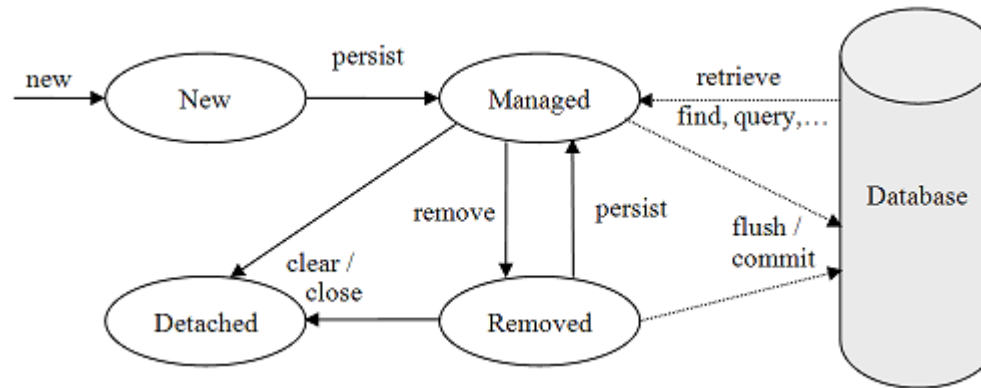 new
New
persist
Managed
retrieve
find, query,…
Database
remove
persist
flush /
commit
clear /
close
Detached
Removed